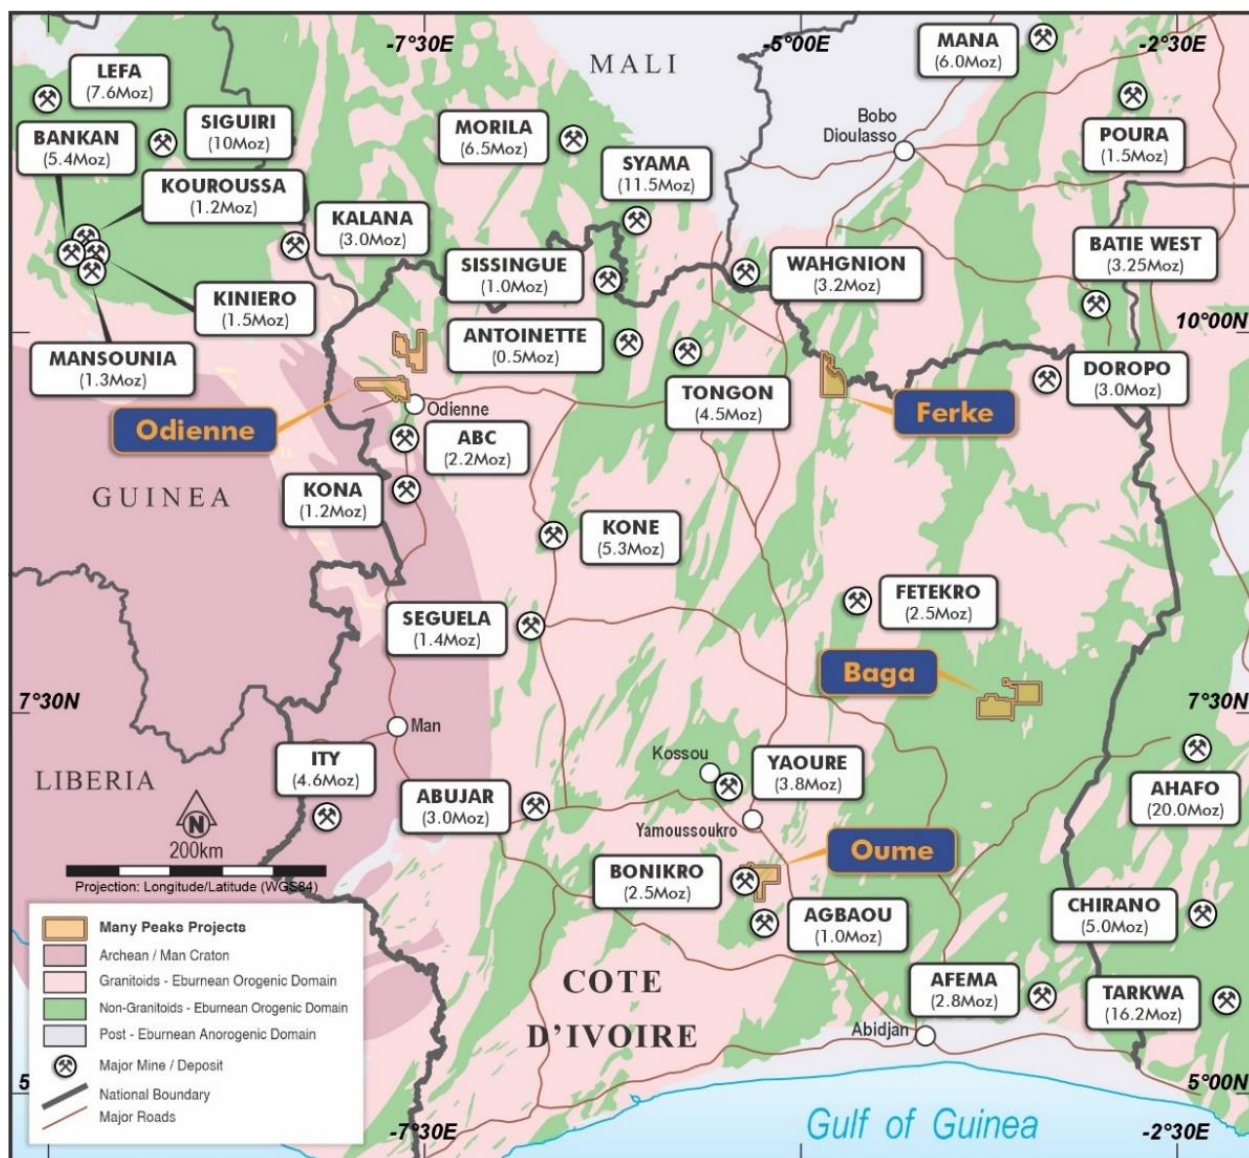 -7°30E
-5°00E
-2°30E
MALI
MANA
(6.0Moz)
LEFA
(7.6Moz)
SIGUIRI
(10Moz)
BANKAN
(5.4Moz)
MORILA
(6.5Moz)
Bobo
Dioulasso
POURA
(1.5Moz)
SYAMA
(11.5Moz)
KOUROUSSA
(1.2Moz)
KALANA
(3.0Moz)
SISSINGUE
(1.0Moz)
WAHGNION
(3.2Moz)
BATIE WEST
(3.25Moz)
KINIERO
(1.5Moz)
10°00N
ANTOINETTE
(0.5Moz)
MANSOUNIA
(1.3Moz)
TONGON
(4.5Moz)
DOROPO
(3.0Moz)
Odienne
Odienne
Ferke
ABC
(2.2Moz)
GUINEA
KONA
(1.2Moz)
KONE
(5.3Moz)
FETEKRO
(2.5Moz)
SEGUELA
(1.4Moz)
Baga
7°30N
7°30N
Man
LIBERIA
ITY
(4.6Moz)
Kossou
YAOURE
(3.8Moz)
AHAFO
(20.0Moz)
ABUJAR
(3.0Moz)
Yamoussoukro
N
200km
Projection: Longitude/Latitude (WGS84)
Oume
BONIKRO
(2.5Moz)
AGBAOU
(1.0Moz)
CHIRANO
(5.0Moz)
COTE
D'IVOIRE
AFEMA
(2.8Moz)
TARKWA
(16.2Moz)
Abidjan
Many Peaks Projects
Archean / Man Craton
Granitoids - Eburnean Orogenic Domain
Non-Granitoids - Eburnean Orogenic Domain
Post - Eburnean Anorogenic Domain
Major Mine / Deposit
National Boundary
Major Roads
5
5°00N
Gulf of Guinea
-7°30E
-2°30E